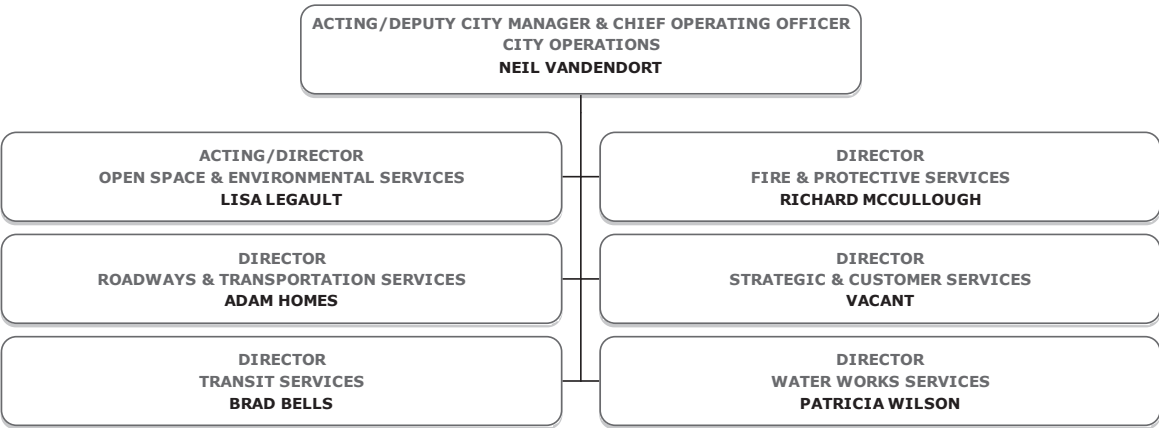 ACTING/DEPUTY CITY MANAGER & CHIEF OPERATING OFFICER
CITY OPERATIONS
NEIL VANDENDORT
ACTING/DIRECTOR
OPEN SPACE & ENVIRONMENTAL SERVICES
LISA LEGAULT
DIRECTOR
FIRE & PROTECTIVE SERVICES
RICHARD MCCULLOUGH
DIRECTOR
ROADWAYS & TRANSPORTATION SERVICES
ADAM HOMES
DIRECTOR
STRATEGIC & CUSTOMER SERVICES
VACANT
DIRECTOR
TRANSIT SERVICES
BRAD BELLS
DIRECTOR
WATER WORKS SERVICES
PATRICIA WILSON